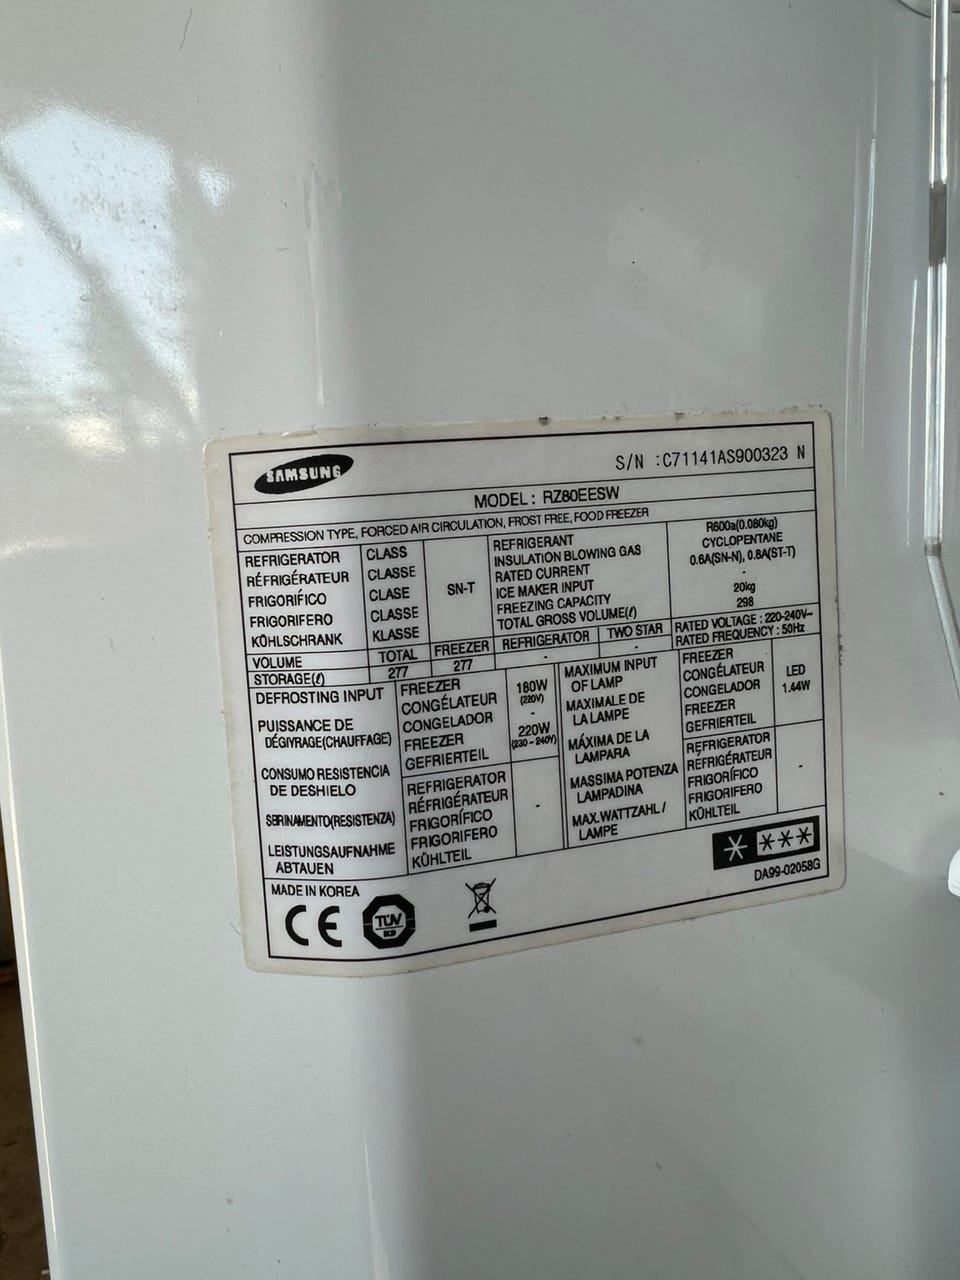 SAMSUNG
S/N :C71141AS900323 N
MODEL : RZ80EESW
COMPRESSION TYPE, FORCED AIR CIRCULATION, FROST FREE, FOOD FREEZER
REFRIGERATOR CLASS
RÉFRIGÉRATEUR CLASSE
FRIGORIFICO CLASE
FRIGORIFERO CLASSE
KÜHLSCHRANK KLASSE
SN-T
REFRIGERANT R600a(0.080kg)
INSULATION BLOWING GAS CYCLOPENTANE
RATED CURRENT 0.6A(SN-N), 0.8A(ST-T)
ICE MAKER INPUT -
FREEZING CAPACITY 20kg
TOTAL GROSS VOLUME(ℓ) 298
VOLUME TOTAL FREEZER REFRIGERATOR TWO STAR RATED VOLTAGE : 220-240V~
STORAGE(ℓ) 277 277 - - RATED FREQUENCY : 50Hz
DEFROSTING INPUT
PUISSANCE DE
DÉGIVRAGE(CHAUFFAGE)
CONSUMO RESISTENCIA
DE DESHIELO
SBRINAMENTO(RESISTENZA)
LEISTUNGSAUFNAHME
ABTAUEN
FREEZER
CONGÉLATEUR
CONGELADOR
FREEZER
GEFRIERTEIL
180W
(220V)
-
220W
(230~240V)
REFRIGERATOR
RÉFRIGÉRATEUR
FRIGORÍFICO
FRIGORIFERO
KÜHLTEIL
-
MAXIMUM INPUT
OF LAMP
MAXIMALE DE
LA LAMPE
MÁXIMA DE LA
LAMPARA
MASSIMA POTENZA
LAMPADINA
MAX.WATTZAHL /
LAMPE
FREEZER
CONGÉLATEUR
CONGELADOR
FREEZER
GEFRIERTEIL
LED
1.44W
REFRIGERATOR
RÉFRIGÉRATEUR
FRIGORÍFICO
FRIGORIFERO
KÜHLTEIL
-
DA99-02058G
MADE IN KOREA
CE TÜV